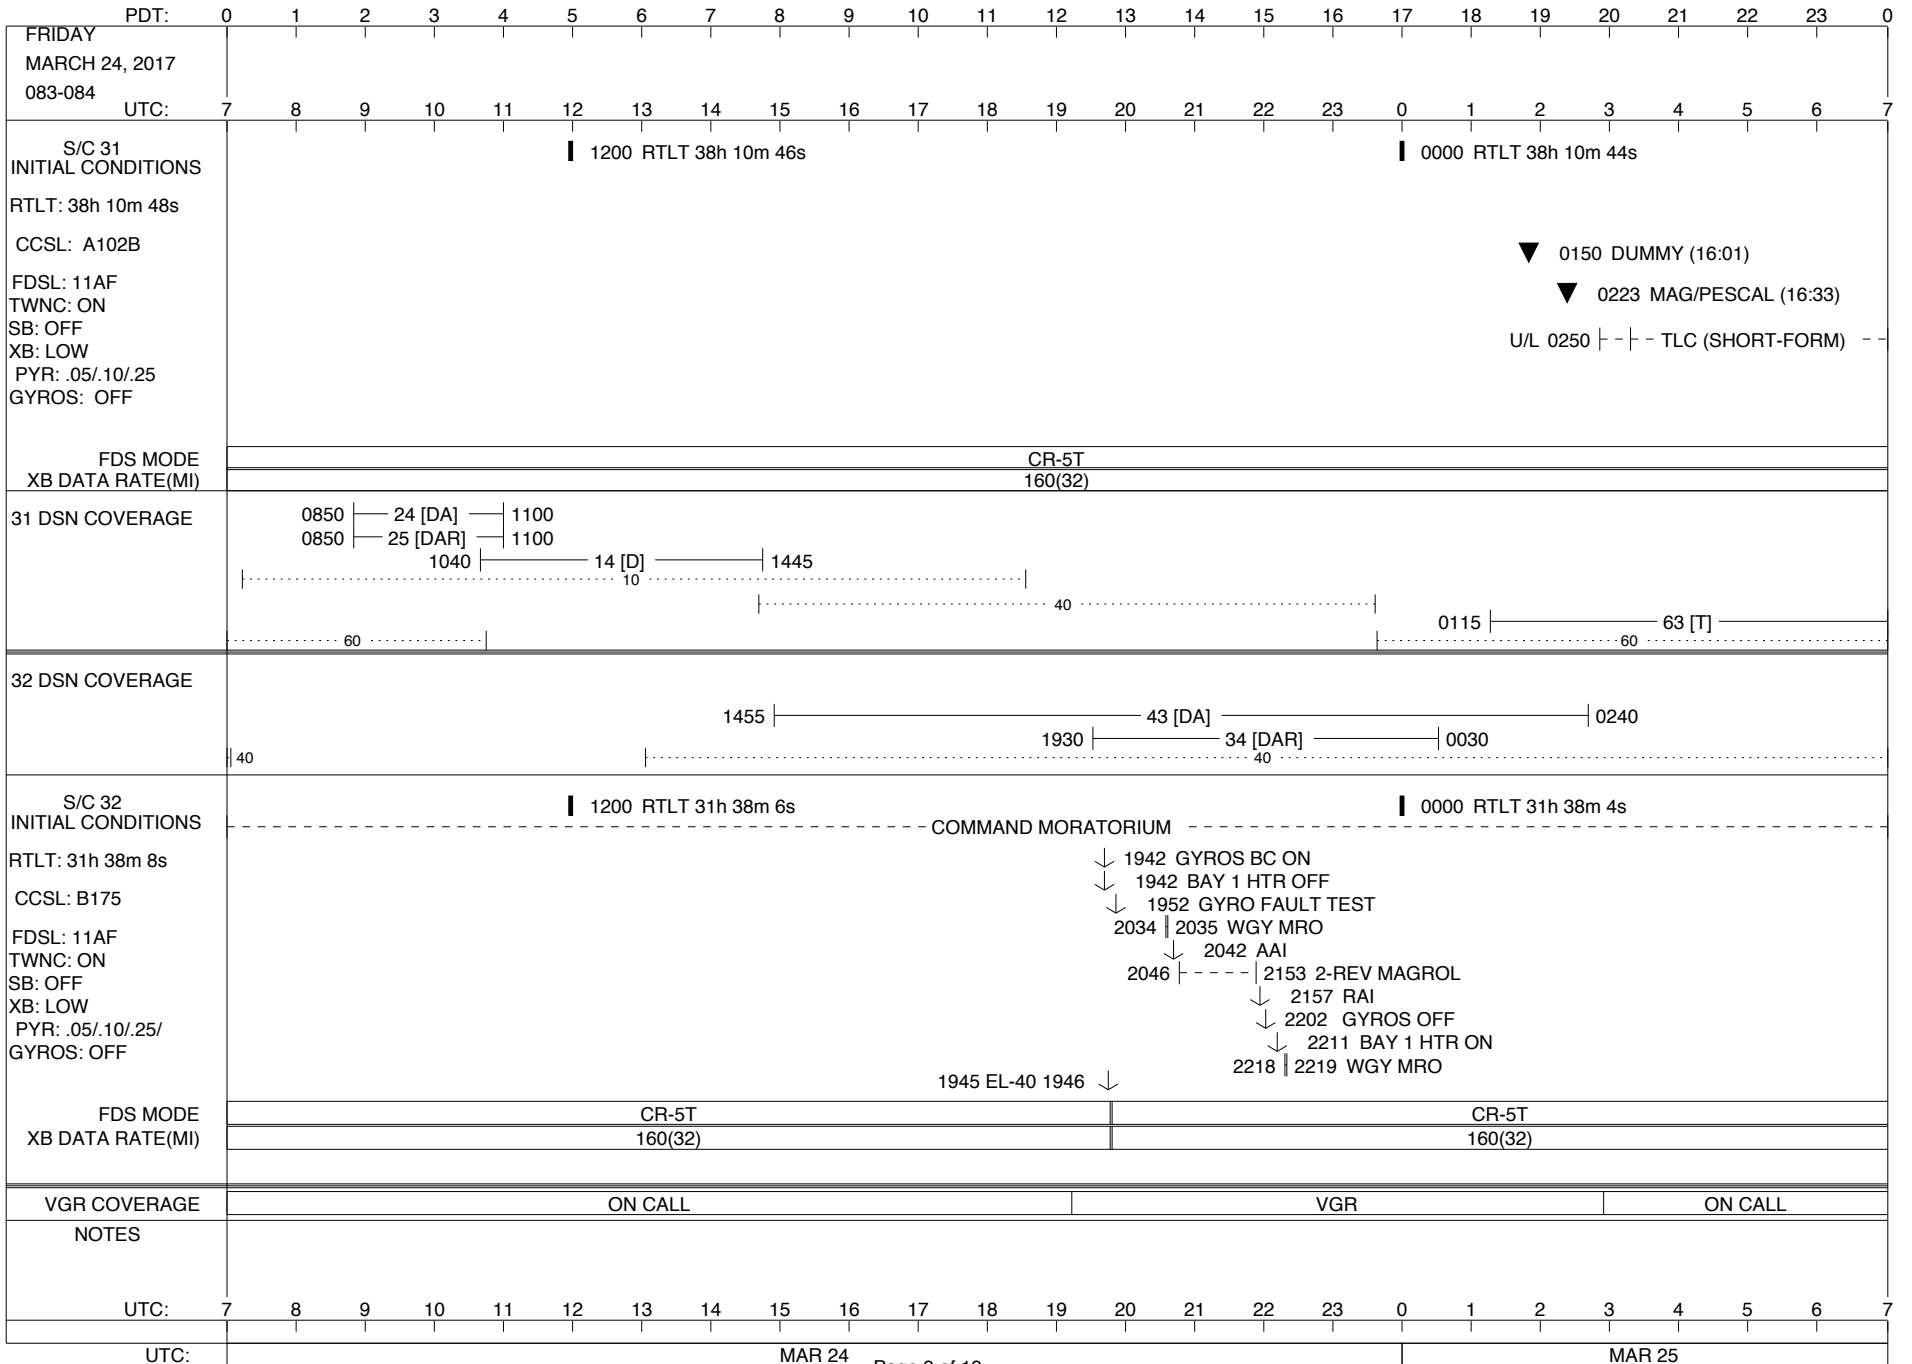 PDT: 0 1 2 3 4 5 6 7 8 9 10 11 12 13 14 15 16 17 18 19 20 21 22 23 0
FRIDAY
MARCH 24, 2017
083-084
UTC: 7 8 9 10 11 12 13 14 15 16 17 18 19 20 21 22 23 0 1 2 3 4 5 6 7
S/C 31
INITIAL CONDITIONS
1200 RTLT 38h 10m 46s
0000 RTLT 38h 10m 44s
RTLT: 38h 10m 48s
CCSL: A102B
0150 DUMMY (16:01)
FDSL: 11AF
0223 MAG/PESCAL (16:33)
TWNC: ON
SB: OFF
U/L 0250 TLC (SHORT-FORM)
XB: LOW
PYR: .05/.10/.25
GYROS: OFF
FDS MODE CR-5T
XB DATA RATE(MI) 160(32)
31 DSN COVERAGE
0850 24 [DA] 1100
0850 25 [DAR] 1100
1040 14 [D] 1445
10
40
0115 63 [T]
60 60
32 DSN COVERAGE
1455 43 [DA] 0240
1930 34 [DAR] 0030
40 40
S/C 32
INITIAL CONDITIONS
1200 RTLT 31h 38m 6s
0000 RTLT 31h 38m 4s
COMMAND MORATORIUM
RTLT: 31h 38m 8s
1942 GYROS BC ON
1942 BAY 1 HTR OFF
CCSL: B175
1952 GYRO FAULT TEST
2034 2035 WGY MRO
FDSL: 11AF
2042 AAI
TWNC: ON
2046 2153 2-REV MAGROL
SB: OFF
2157 RAI
XB: LOW
2202 GYROS OFF
PYR: .05/.10/.25/
2211 BAY 1 HTR ON
GYROS: OFF
2218 2219 WGY MRO
1945 EL-40 1946
FDS MODE CR-5T CR-5T
XB DATA RATE(MI) 160(32) 160(32)
VGR COVERAGE ON CALL VGR ON CALL
NOTES
UTC: 7 8 9 10 11 12 13 14 15 16 17 18 19 20 21 22 23 0 1 2 3 4 5 6 7
UTC: MAR 24 MAR 25